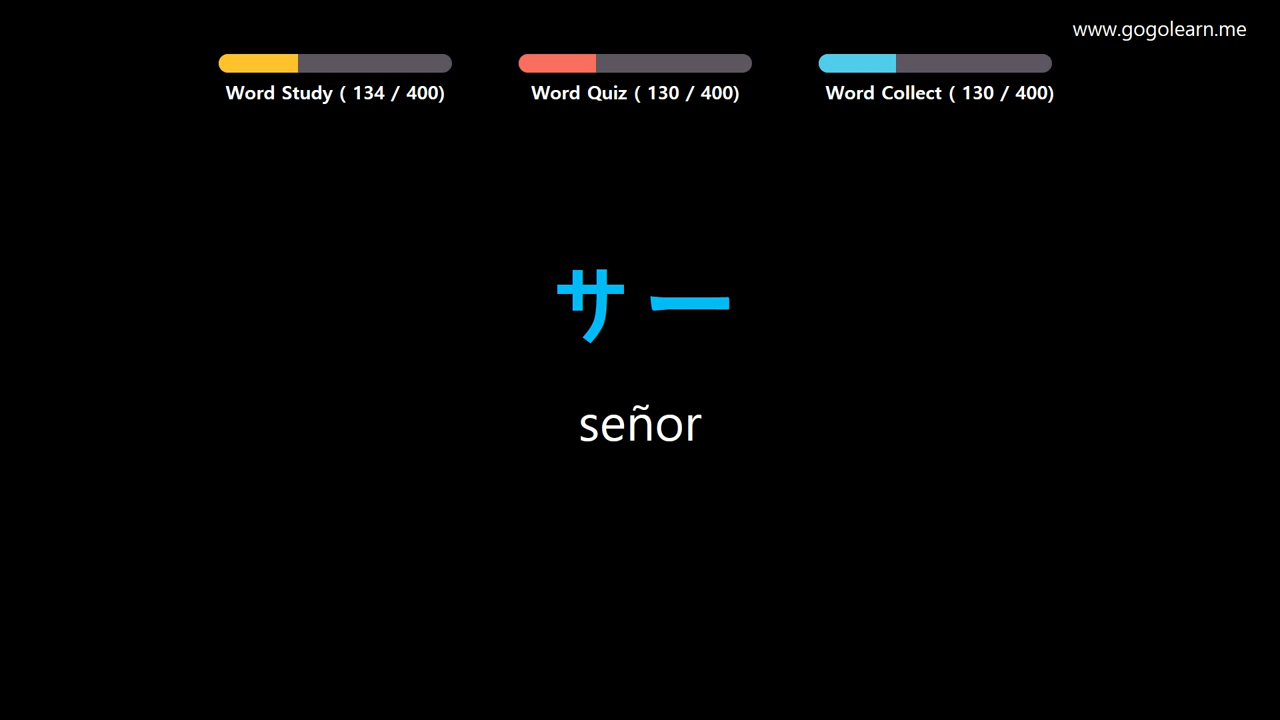 www.gogolearn.me
Word Study ( 134 / 400)
Word Quiz ( 130 / 400)
Word Collect ( 130 / 400)
サー
señor